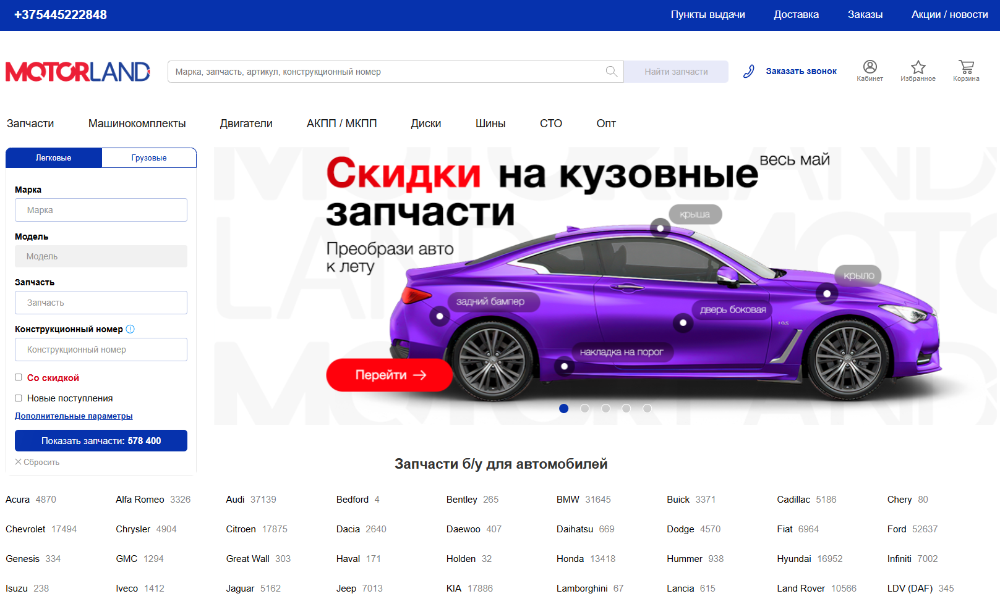 +375445222848
Пункты выдачи
Доставка
Заказы
Акции / новости
MOTORLAND
Марка, запчасть, артикул, конструкционный номер
Найти запчасти
Заказать звонок
Кабинет
Избранное
Корзина
Запчасти
Машинокомплекты
Двигатели
АКПП / МКПП
Диски
Шины
СТО
Опт
Легковые
Грузовые
Марка
Марка
Модель
Модель
Запчасть
Запчасть
Конструкционный номер
Конструкционный номер
Со скидкой
Новые поступления
Дополнительные параметры
Показать запчасти: 578 400
Сбросить
Скидки на кузовные
весь май
запчасти
Преобрази авто
к лету
крыша
крыло
задний бампер
дверь боковая
накладка на порог
Перейти →
Запчасти б/у для автомобилей
Acura 4870
Alfa Romeo 3326
Audi 37139
Bedford 4
Bentley 265
BMW 31645
Buick 3371
Cadillac 5186
Chery 80
Chevrolet 17494
Chrysler 4904
Citroen 17875
Dacia 2640
Daewoo 407
Daihatsu 669
Dodge 4570
Fiat 6964
Ford 52637
Genesis 334
GMC 1294
Great Wall 303
Haval 171
Holden 32
Honda 13418
Hummer 938
Hyundai 16952
Infiniti 7002
Isuzu 238
Iveco 1412
Jaguar 5162
Jeep 7013
KIA 17886
Lamborghini 67
Lancia 615
Land Rover 10566
LDV (DAF) 345